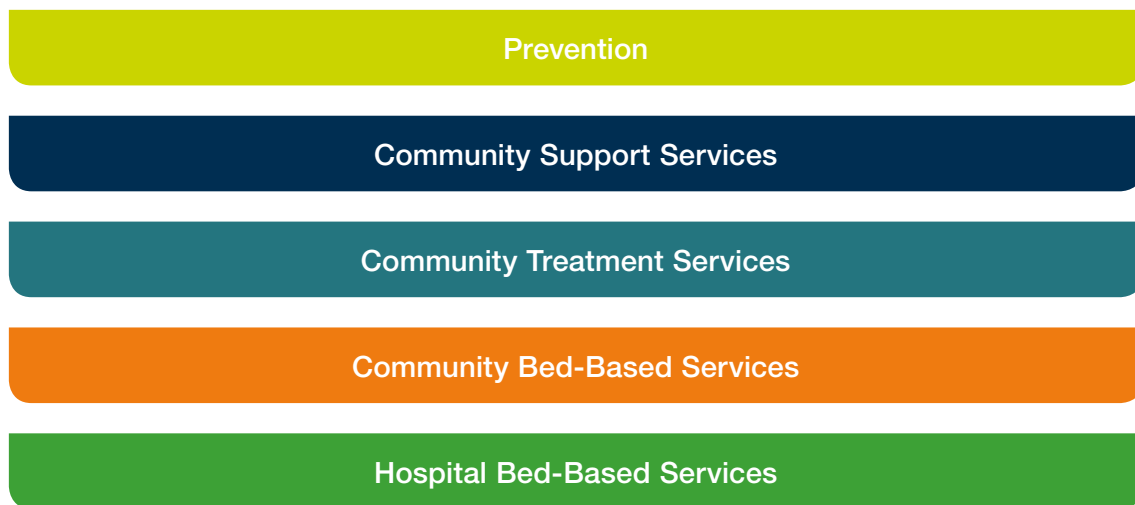 Prevention
Community Support Services
Community Treatment Services
Community Bed-Based Services
Hospital Bed-Based Services